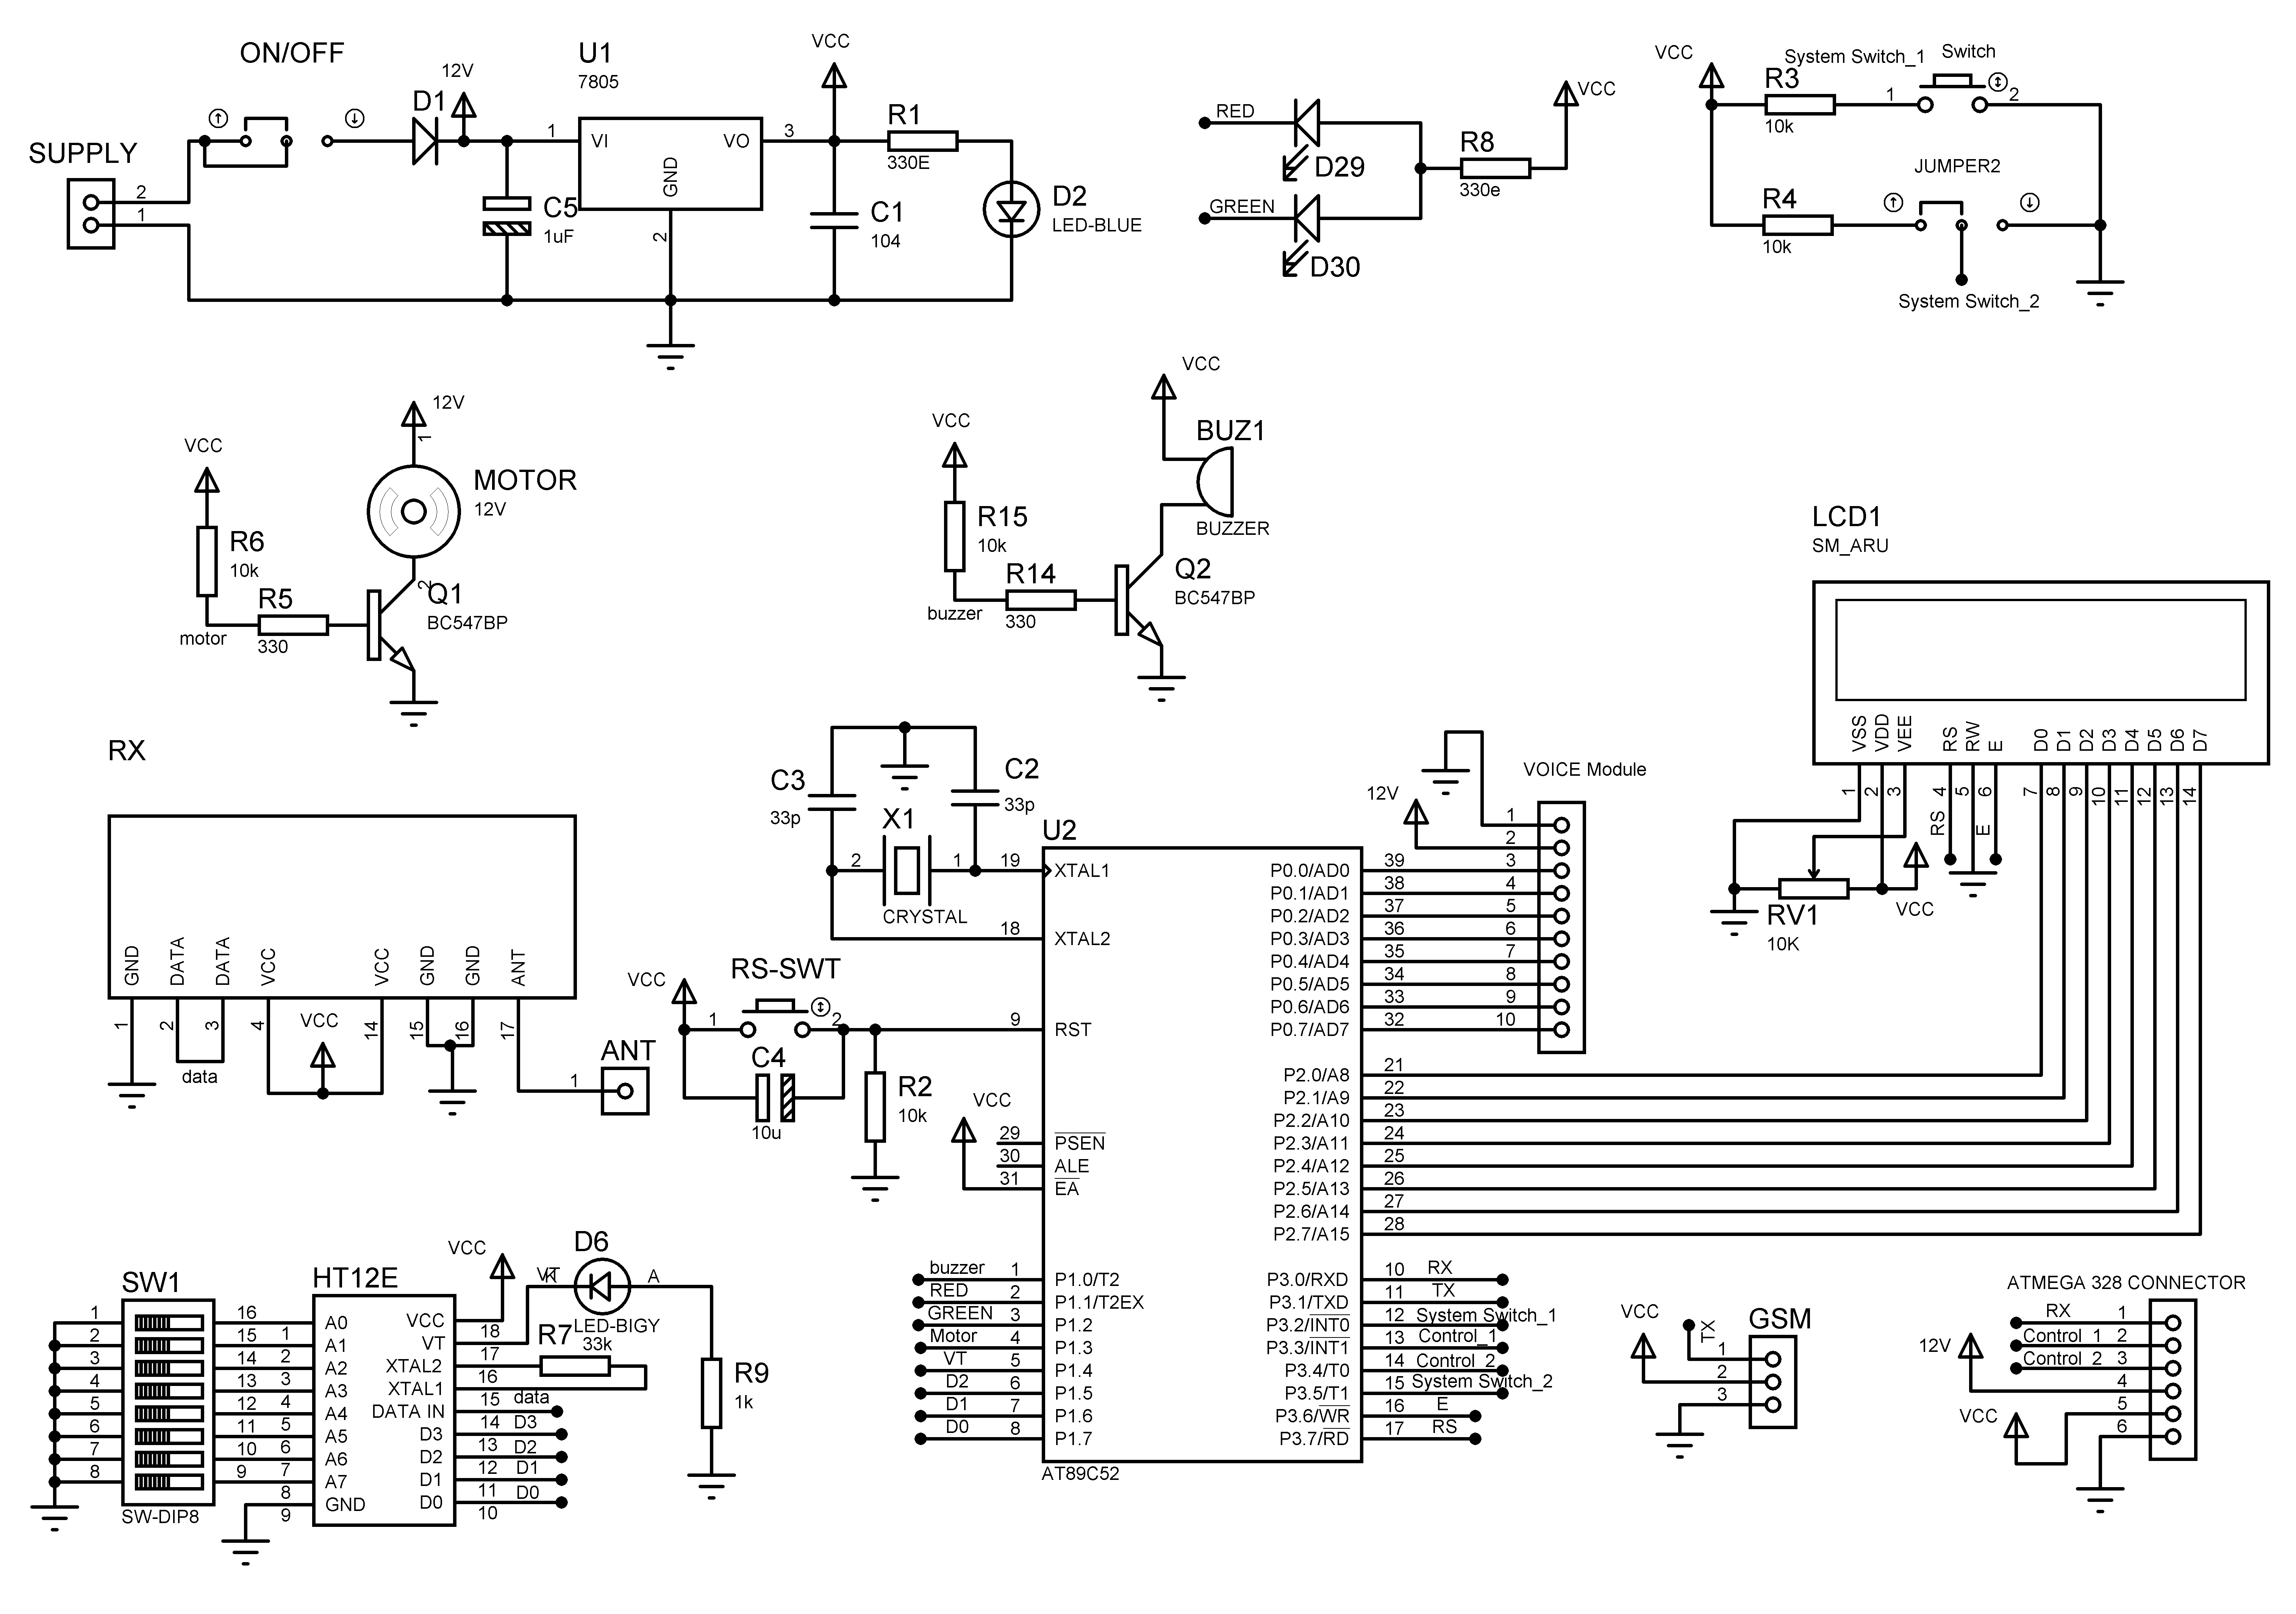 ON/OFF
SUPPLY
2
1
D1
12V
C5
1uF
U1
7805
1
VI
VO
3
GND
2
VCC
R1
330E
C1
104
D2
LED-BLUE
RED
D29
GREEN
D30
R8
330e
VCC
VCC
System Switch_1
Switch
R3
10k
1
2
JUMPER2
R4
10k
System Switch_2
12V
1
VCC
MOTOR
12V
R6
10k
2
R5
330
motor
Q1
BC547BP
VCC
VCC
BUZ1
BUZZER
R15
10k
R14
330
buzzer
Q2
BC547BP
LCD1
SM_ARU
VSS
VDD
VEE
RS
RW
E
D0
D1
D2
D3
D4
D5
D6
D7
1
2
3
4
5
6
7
8
9
10
11
12
13
14
RS
E
VCC
RV1
10K
RX
GND
DATA
DATA
VCC
VCC
GND
GND
ANT
1
2
3
4
14
15
16
17
VCC
data
ANT
1
C3
33p
C2
33p
X1
2
1
CRYSTAL
RS-SWT
VCC
1
2
C4
10u
R2
10k
VCC
U2
19 XTAL1
18 XTAL2
9 RST
29 PSEN
30 ALE
31 EA
buzzer 1 P1.0/T2
RED 2 P1.1/T2EX
GREEN 3 P1.2
Motor 4 P1.3
VT 5 P1.4
D2 6 P1.5
D1 7 P1.6
D0 8 P1.7
P0.0/AD0 39 3
P0.1/AD1 38 4
P0.2/AD2 37 5
P0.3/AD3 36 6
P0.4/AD4 35 7
P0.5/AD5 34 8
P0.6/AD6 33 9
P0.7/AD7 32 10
P2.0/A8 21
P2.1/A9 22
P2.2/A10 23
P2.3/A11 24
P2.4/A12 25
P2.5/A13 26
P2.6/A14 27
P2.7/A15 28
P3.0/RXD 10 RX
P3.1/TXD 11 TX
P3.2/INT0 12 System Switch_1
P3.3/INT1 13 Control_1
P3.4/T0 14 Control_2
P3.5/T1 15 System Switch_2
P3.6/WR 16 E
P3.7/RD 17 RS
AT89C52
VOICE Module
12V
1
2
SW1
1 16
2 15
3 14
4 13
5 12
6 11
7 10
8 9
SW-DIP8
HT12E
A0
1 A1
2 A2
3 A3
4 A4
5 A5
6 A6
7 A7
8 GND
9
VCC
VCC
18
VT
17
XTAL2
16
XTAL1
15 data
DATA IN
14 D3
D3
13 D2
D2
12 D1
D1
11 D0
D0
10
D6
VT
K
A
LED-BIGY
R7
33k
R9
1k
GSM
VCC
TX
1
2
3
ATMEGA 328 CONNECTOR
RX 1
Control_1 2
Control_2 3
12V
4
VCC
5
6